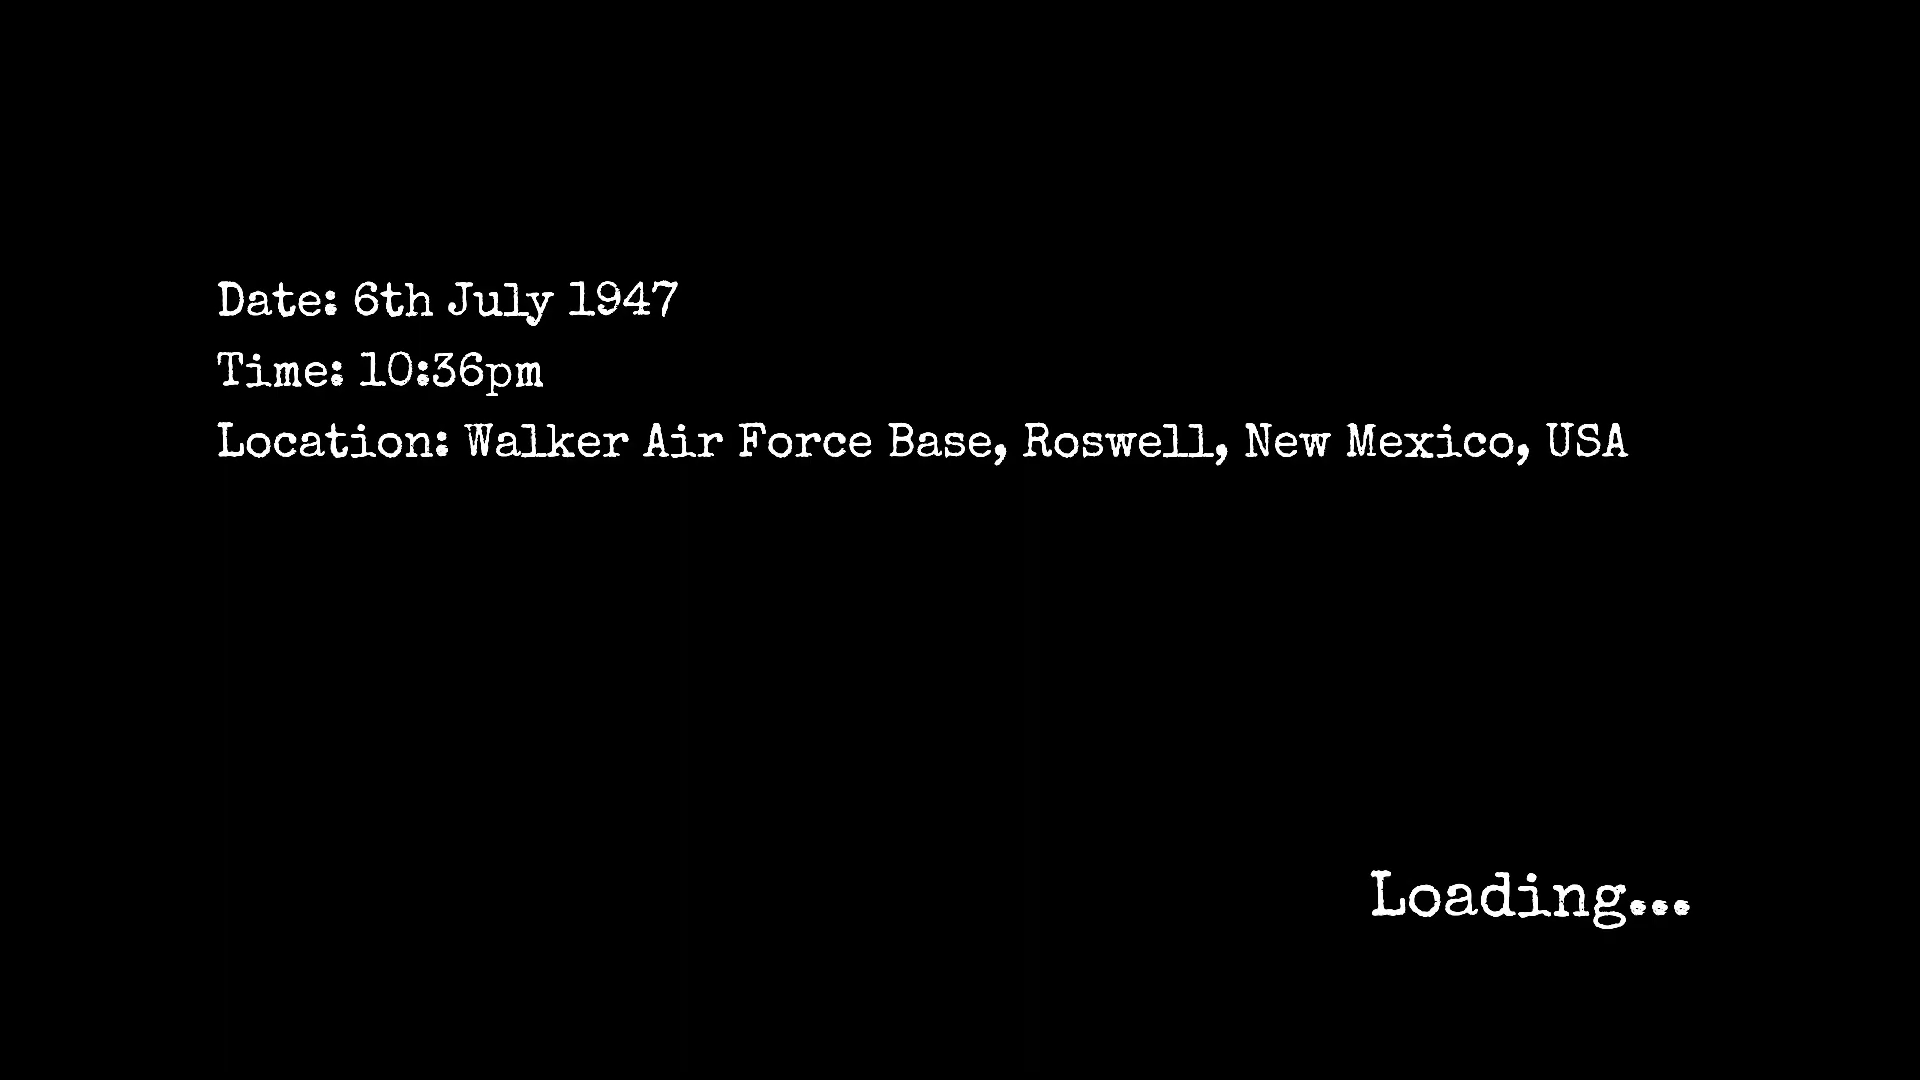 Date: 6th July 1947
Time: 10:36pm
Location: Walker Air Force Base, Roswell, New Mexico, USA
Loading...